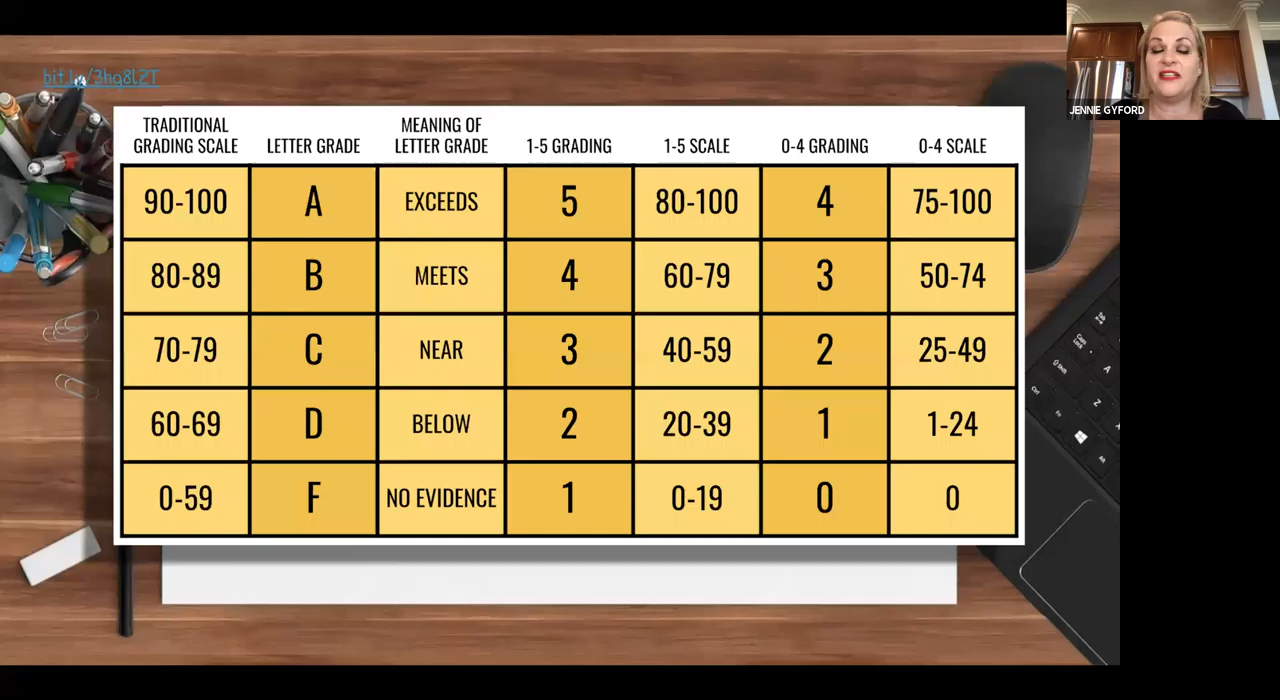 bit.ly/3hq8lZT
JENNIE GYFORD
TRADITIONAL
GRADING SCALE
LETTER GRADE
MEANING OF
LETTER GRADE
1-5 GRADING
1-5 SCALE
0-4 GRADING
0-4 SCALE
90-100 A EXCEEDS 5 80-100 4 75-100
80-89 B MEETS 4 60-79 3 50-74
70-79 C NEAR 3 40-59 2 25-49
60-69 D BELOW 2 20-39 1 1-24
0-59 F NO EVIDENCE 1 0-19 0 0